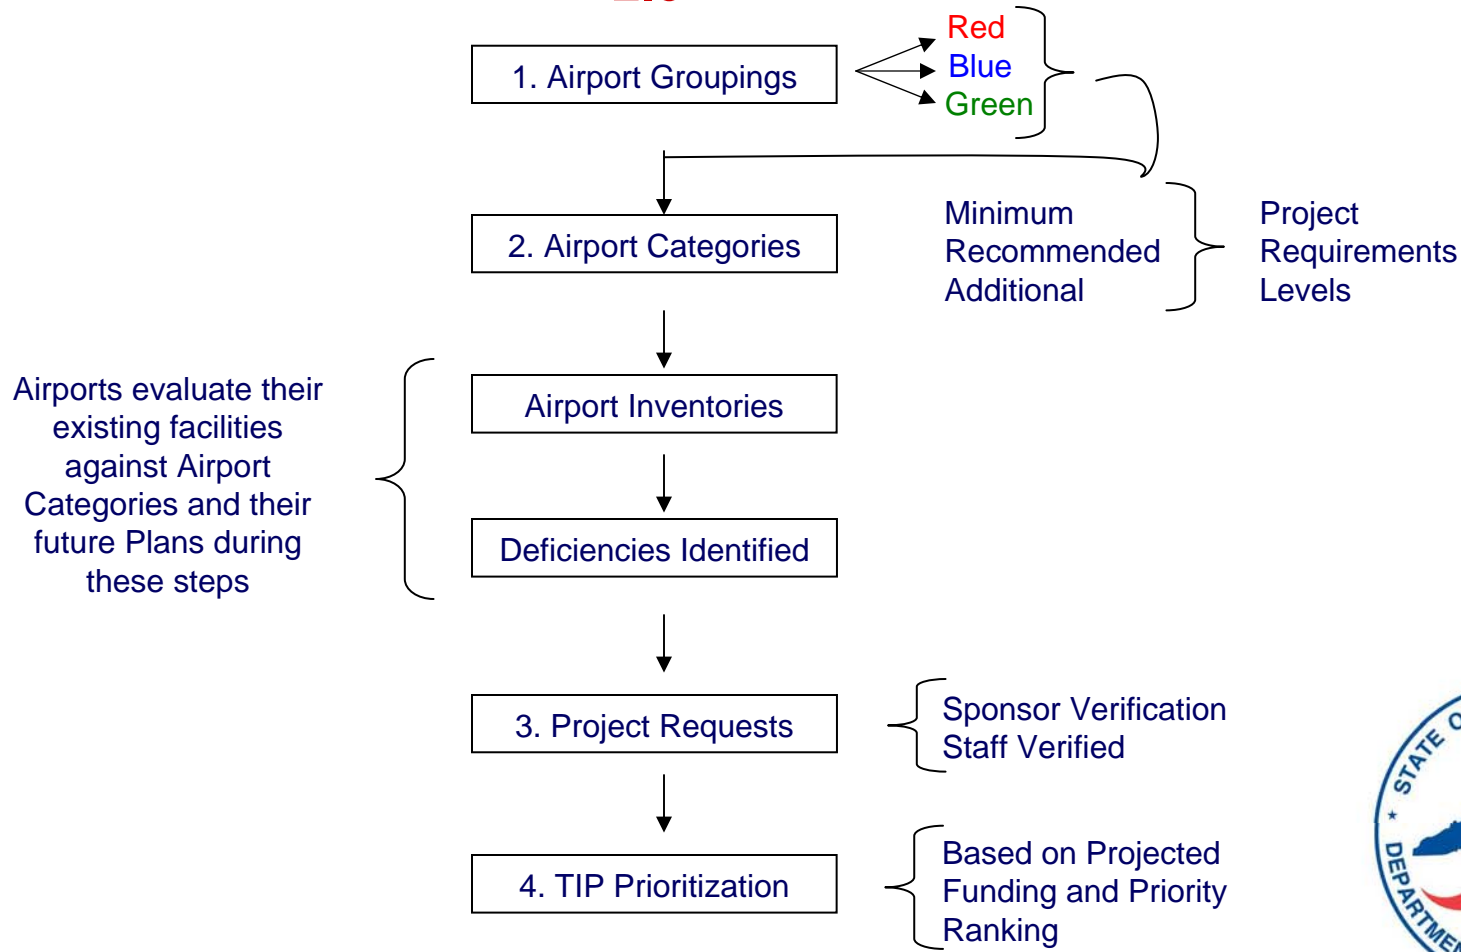 1. Airport Groupings
Red
Blue
Green
2. Airport Categories
Minimum
Recommended
Additional
Project
Requirements
Levels
Airports evaluate their
existing facilities
against Airport
Categories and their
future Plans during
these steps
Airport Inventories
Deficiencies Identified
3. Project Requests
Sponsor Verification
Staff Verified
4. TIP Prioritization
Based on Projected
Funding and Priority
Ranking
STATE